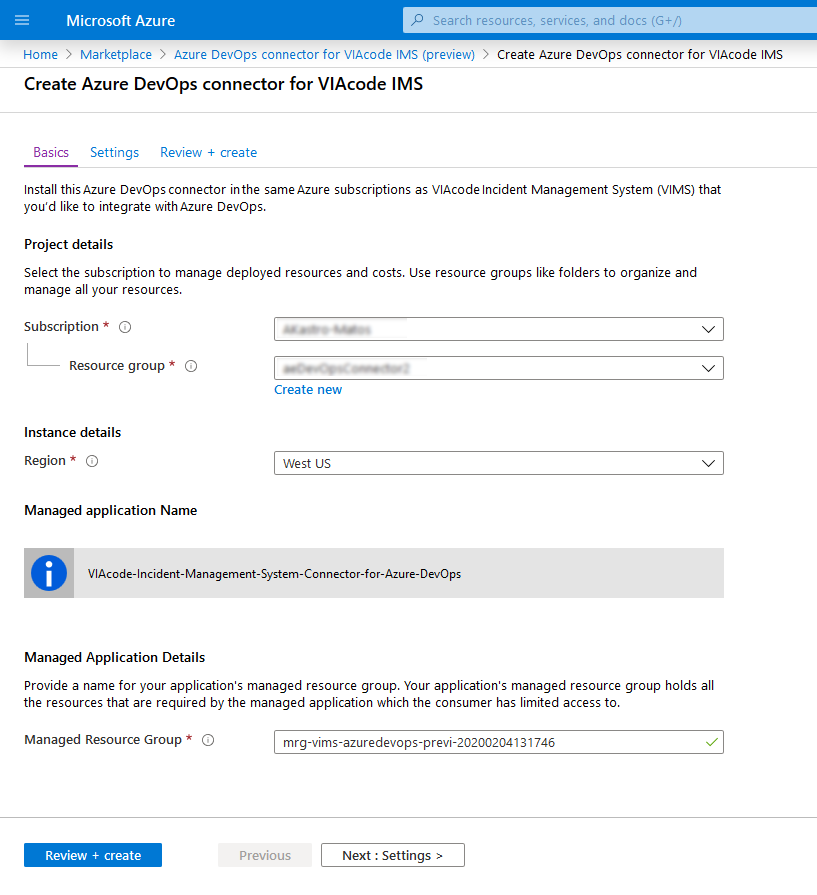 Microsoft Azure
Search resources, services, and docs (G+/)
Home > Marketplace > Azure DevOps connector for VIAcode IMS (preview) > Create Azure DevOps connector for VIAcode IMS
Create Azure DevOps connector for VIAcode IMS
Basics Settings Review + create
Install this Azure DevOps connector in the same Azure subscriptions as VIAcode Incident Management System (VIMS) that
you'd like to integrate with Azure DevOps.
Project details
Select the subscription to manage deployed resources and costs. Use resource groups like folders to organize and
manage all your resources.
Subscription *
Resource group *
Create new
Instance details
Region *
West US
Managed application Name
VIAcode-Incident-Management-System-Connector-for-Azure-DevOps
Managed Application Details
Provide a name for your application's managed resource group. Your application's managed resource group holds all
the resources that are required by the managed application which the consumer has limited access to.
Managed Resource Group *
mrg-vims-azuredevops-previ-20200204131746
Review + create
Previous
Next : Settings >